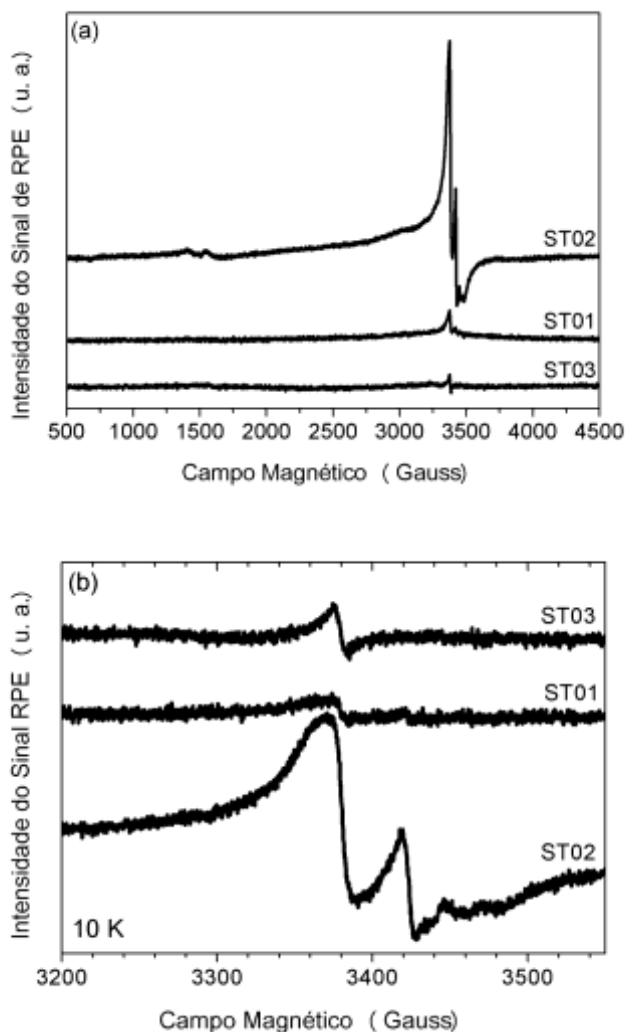 (a)
Intensidade do Sinal de RPE ( u. a.)
ST02
ST01
ST03
500 1000 1500 2000 2500 3000 3500 4000 4500
Campo Magnético ( Gauss)
(b)
Intensidade do Sinal RPE ( u. a.)
ST03
ST01
ST02
10 K
3200 3300 3400 3500
Campo Magnético ( Gauss)